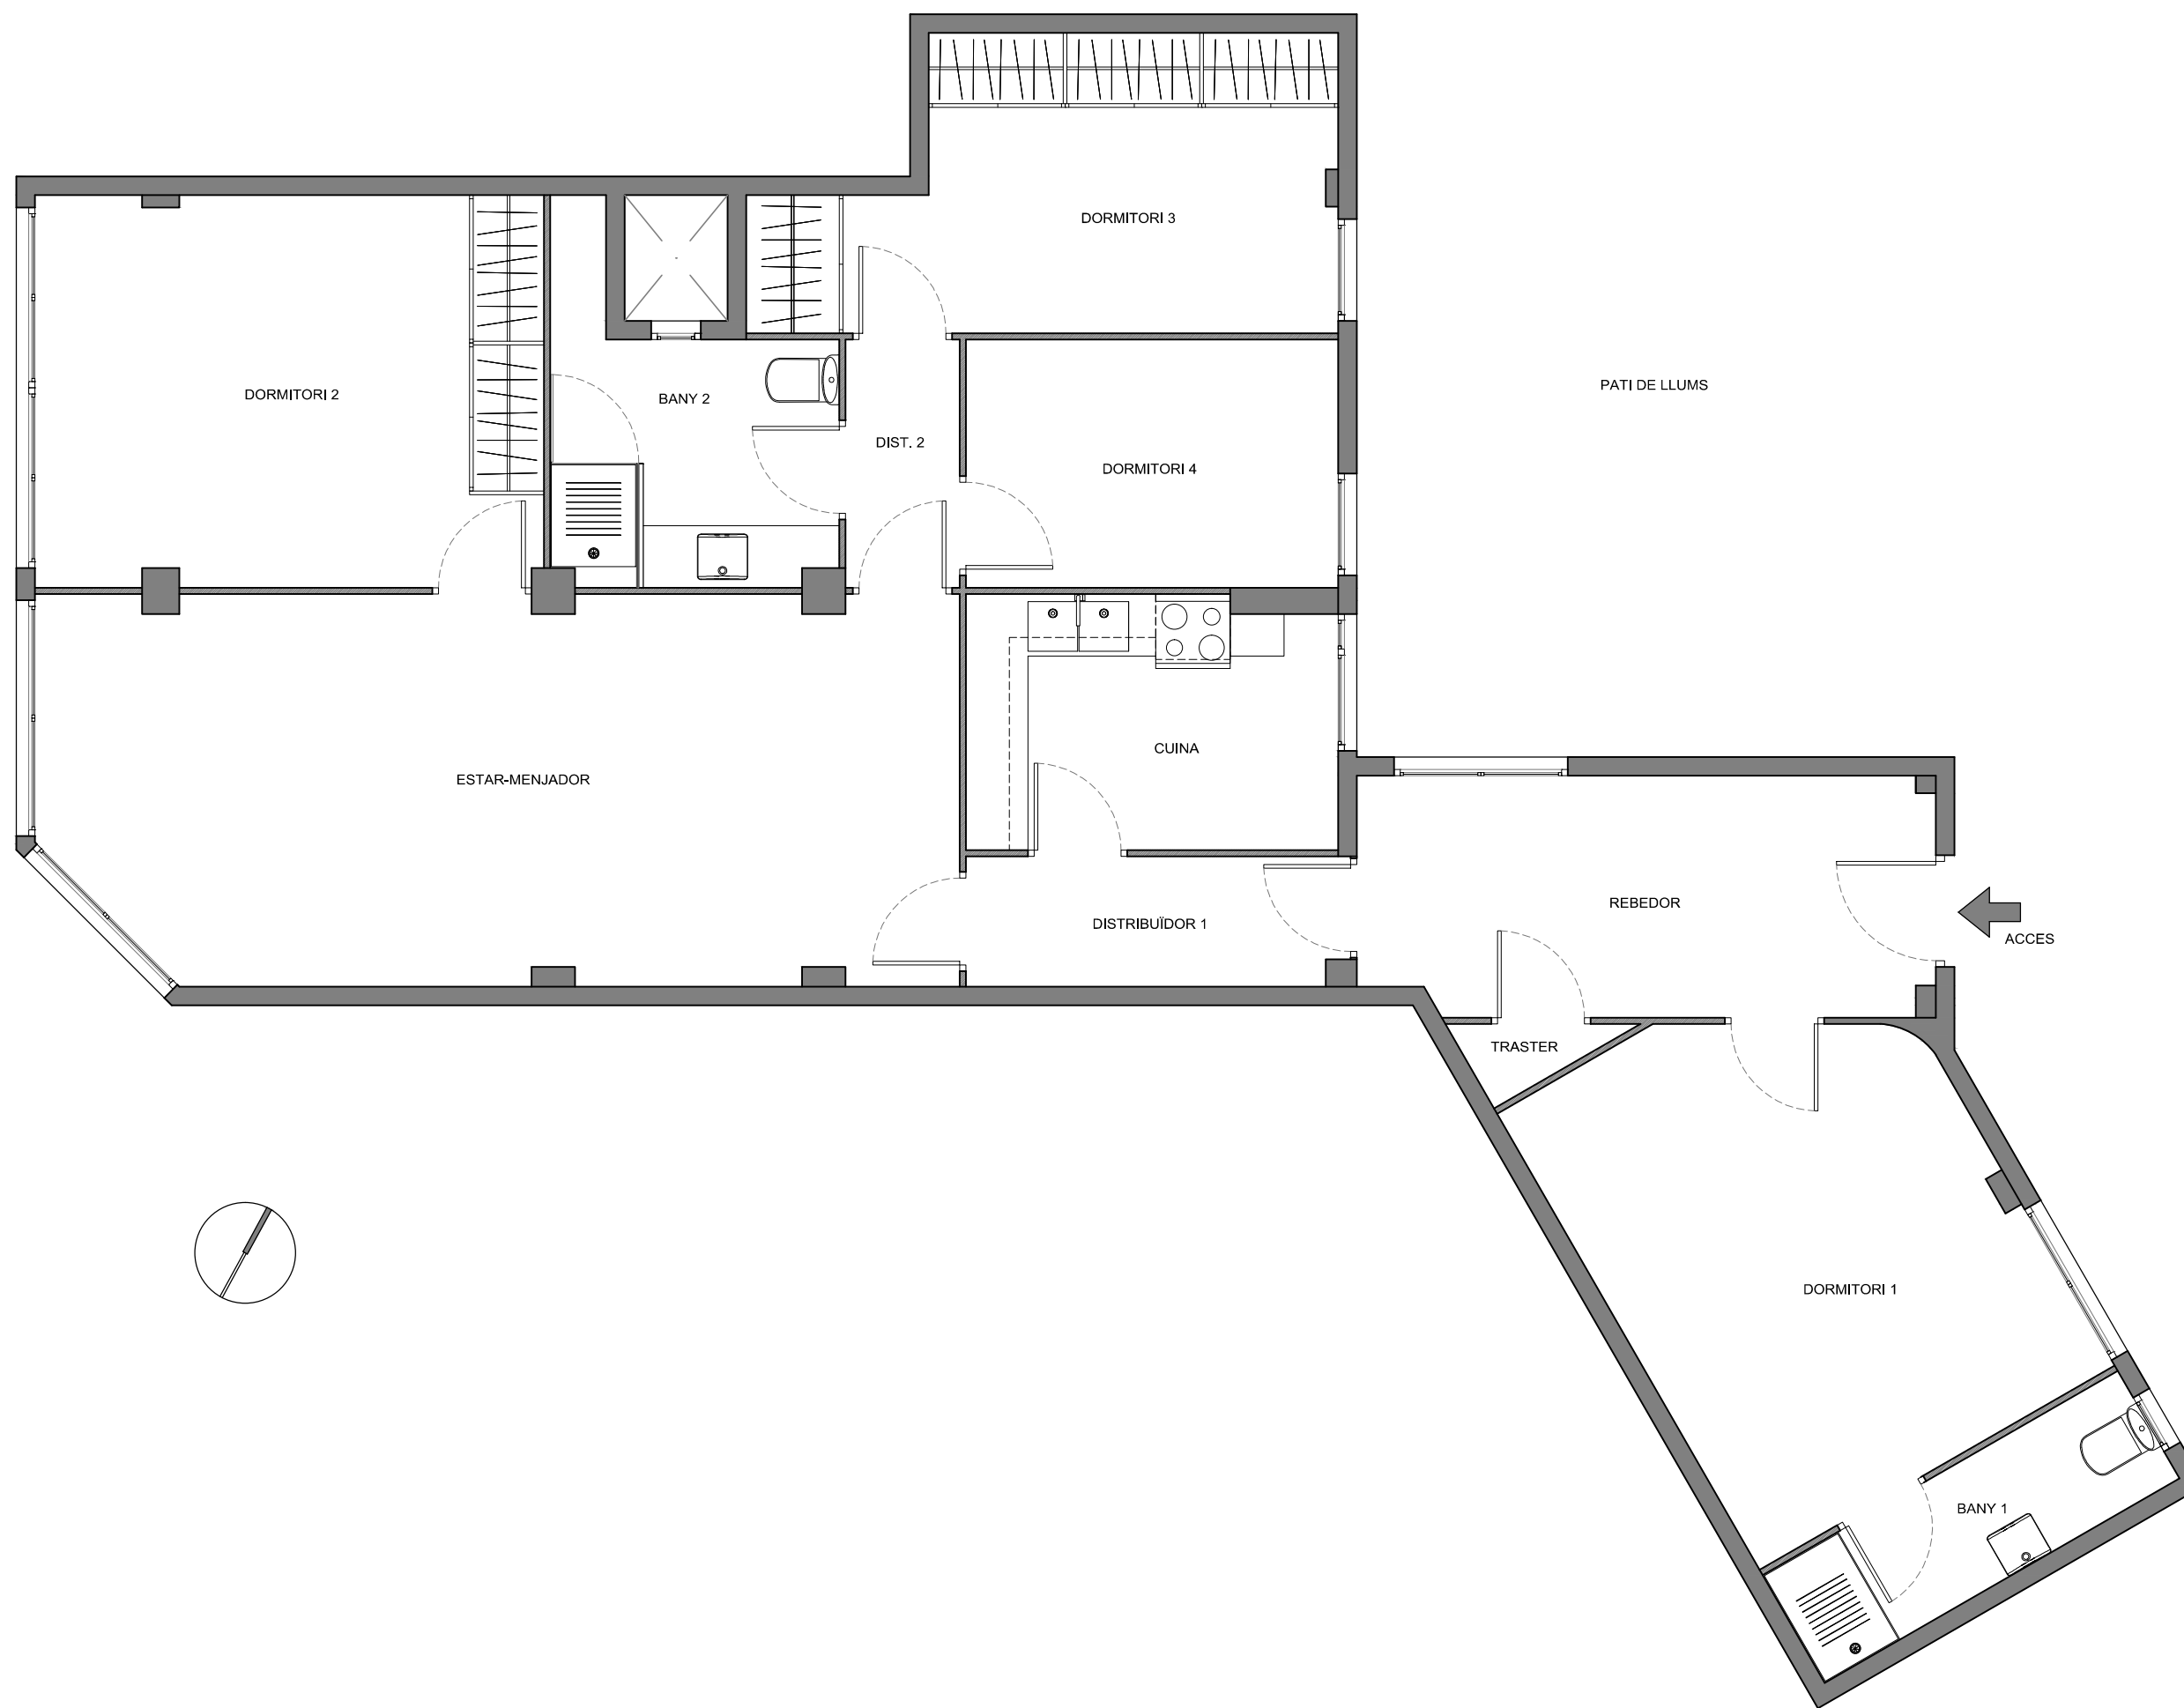 DORMITORI 3
PATI DE LLUMS
DORMITORI 2
BANY 2
DIST. 2
DORMITORI 4
CUINA
ESTAR-MENJADOR
REBEDOR
DISTRIBUÏDOR 1
ACCES
TRASTER
DORMITORI 1
BANY 1